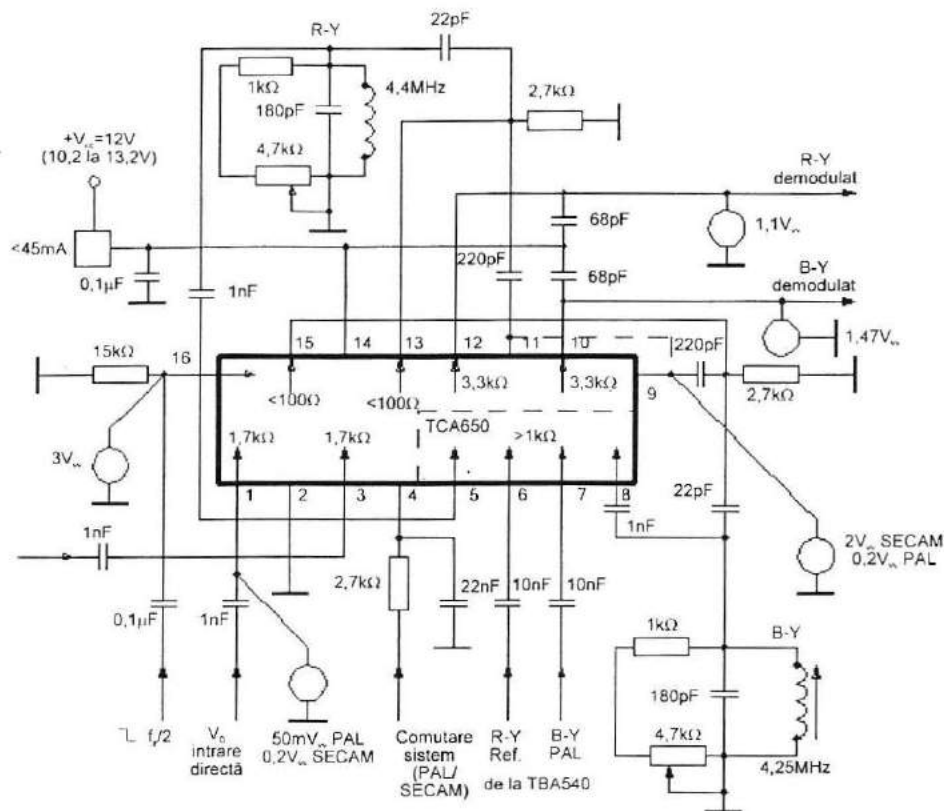 22pF
R-Y
1kΩ
4,4MHz
2,7kΩ
180pF
+Vcc=12V
(10,2 la 13,2V)
4,7kΩ
R-Y
demodulat
68pF
1,1Vvv
<45mA
220pF
B-Y
demodulat
0,1µF
1nF
68pF
15 14 13 12 11 10
220pF
1,47Vvv
15kΩ
16
<100Ω
<100Ω
3,3kΩ
3,3kΩ
9
2,7kΩ
TCA650
3Vvv
1,7kΩ
1,7kΩ
>1kΩ
22pF
1 2 3 4 5 6 7 8
1nF
1nF
2Vvv SECAM
0,2Vvv PAL
2,7kΩ
22nF
10nF
10nF
0,1µF
1nF
1kΩ
B-Y
180pF
fr/2
intrare
directă
50mVvv PAL
0,2Vvv SECAM
Comutare
sistem
(PAL/
SECAM)
R-Y
Ref.
B-Y
PAL
de la TBA540
4,7kΩ
4,25MHz